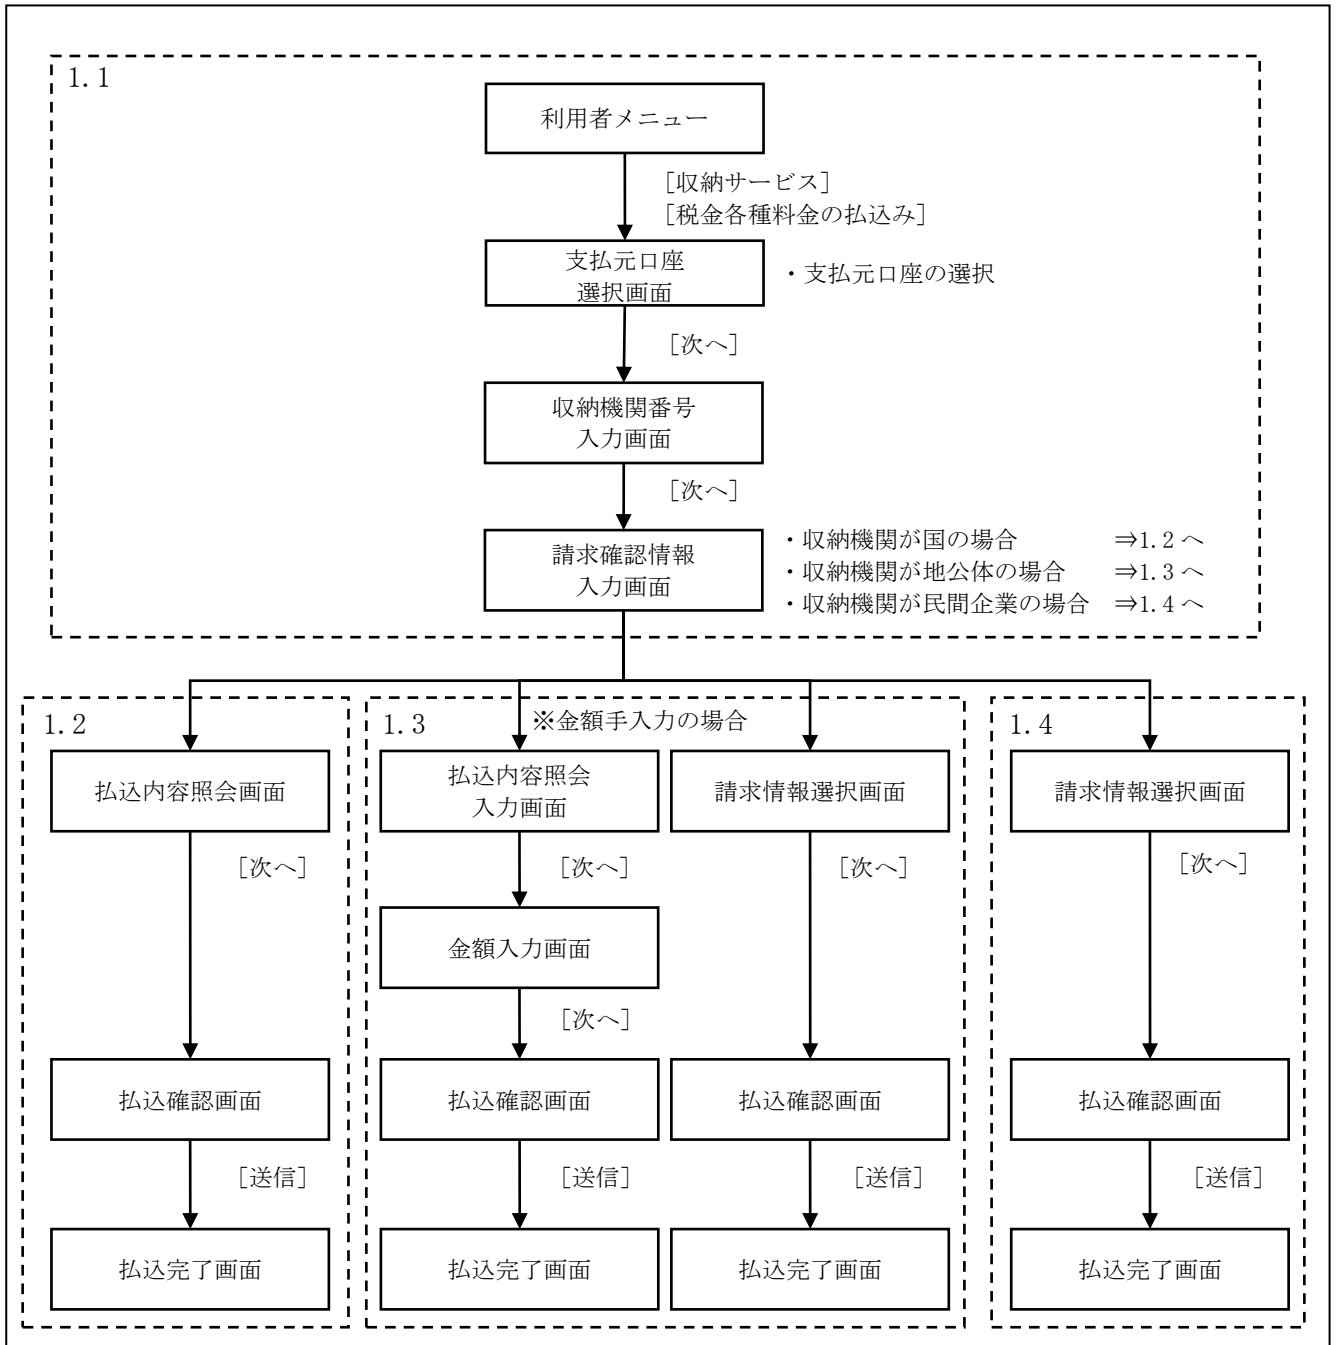 1.1
利用者メニュー
[収納サービス]
[税金各種料金の払込み]
支払元口座
選択画面
・支払元口座の選択
[次へ]
収納機関番号
入力画面
[次へ]
請求確認情報
入力画面
・収納機関が国の場合 ⇒1.2へ
・収納機関が地公体の場合 ⇒1.3へ
・収納機関が民間企業の場合 ⇒1.4へ
1.2
払込内容照会画面
[次へ]
払込確認画面
[送信]
払込完了画面
1.3
※金額手入力の場合
払込内容照会
入力画面
[次へ]
金額入力画面
[次へ]
払込確認画面
[送信]
払込完了画面
請求情報選択画面
[次へ]
払込確認画面
[送信]
払込完了画面
1.4
請求情報選択画面
[次へ]
払込確認画面
[送信]
払込完了画面